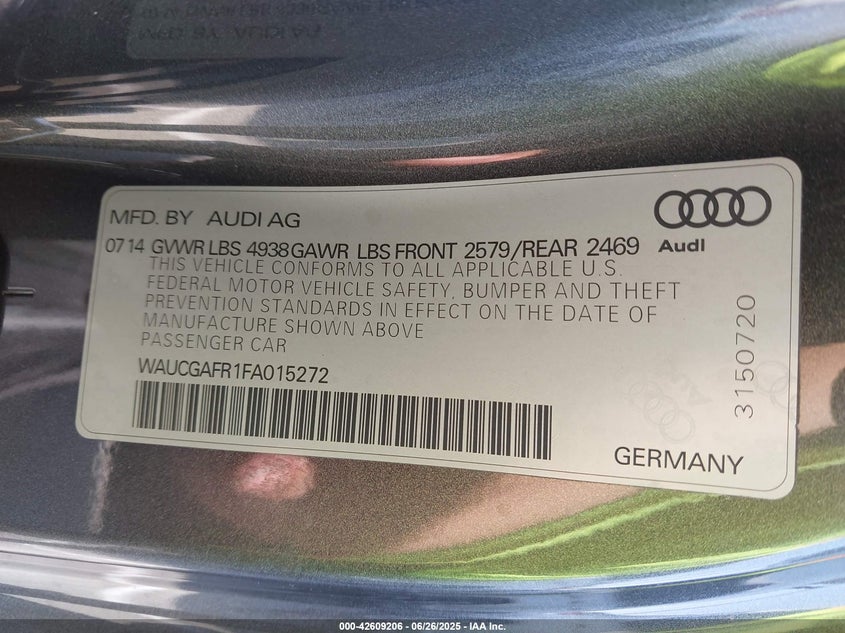 MFD. BY AUDI AG
0714 GVWR LBS 4938 GAWR LBS FRONT 2579/REAR 2469
Audi
THIS VEHICLE CONFORMS TO ALL APPLICABLE U.S.
FEDERAL MOTOR VEHICLE SAFETY, BUMPER AND THEFT
PREVENTION STANDARDS IN EFFECT ON THE DATE OF
MANUFACTURE SHOWN ABOVE
PASSENGER CAR
WAUCGAFR1FA015272
3150720
GERMANY
000-42609206 - 06/26/2025 - IAA Inc.